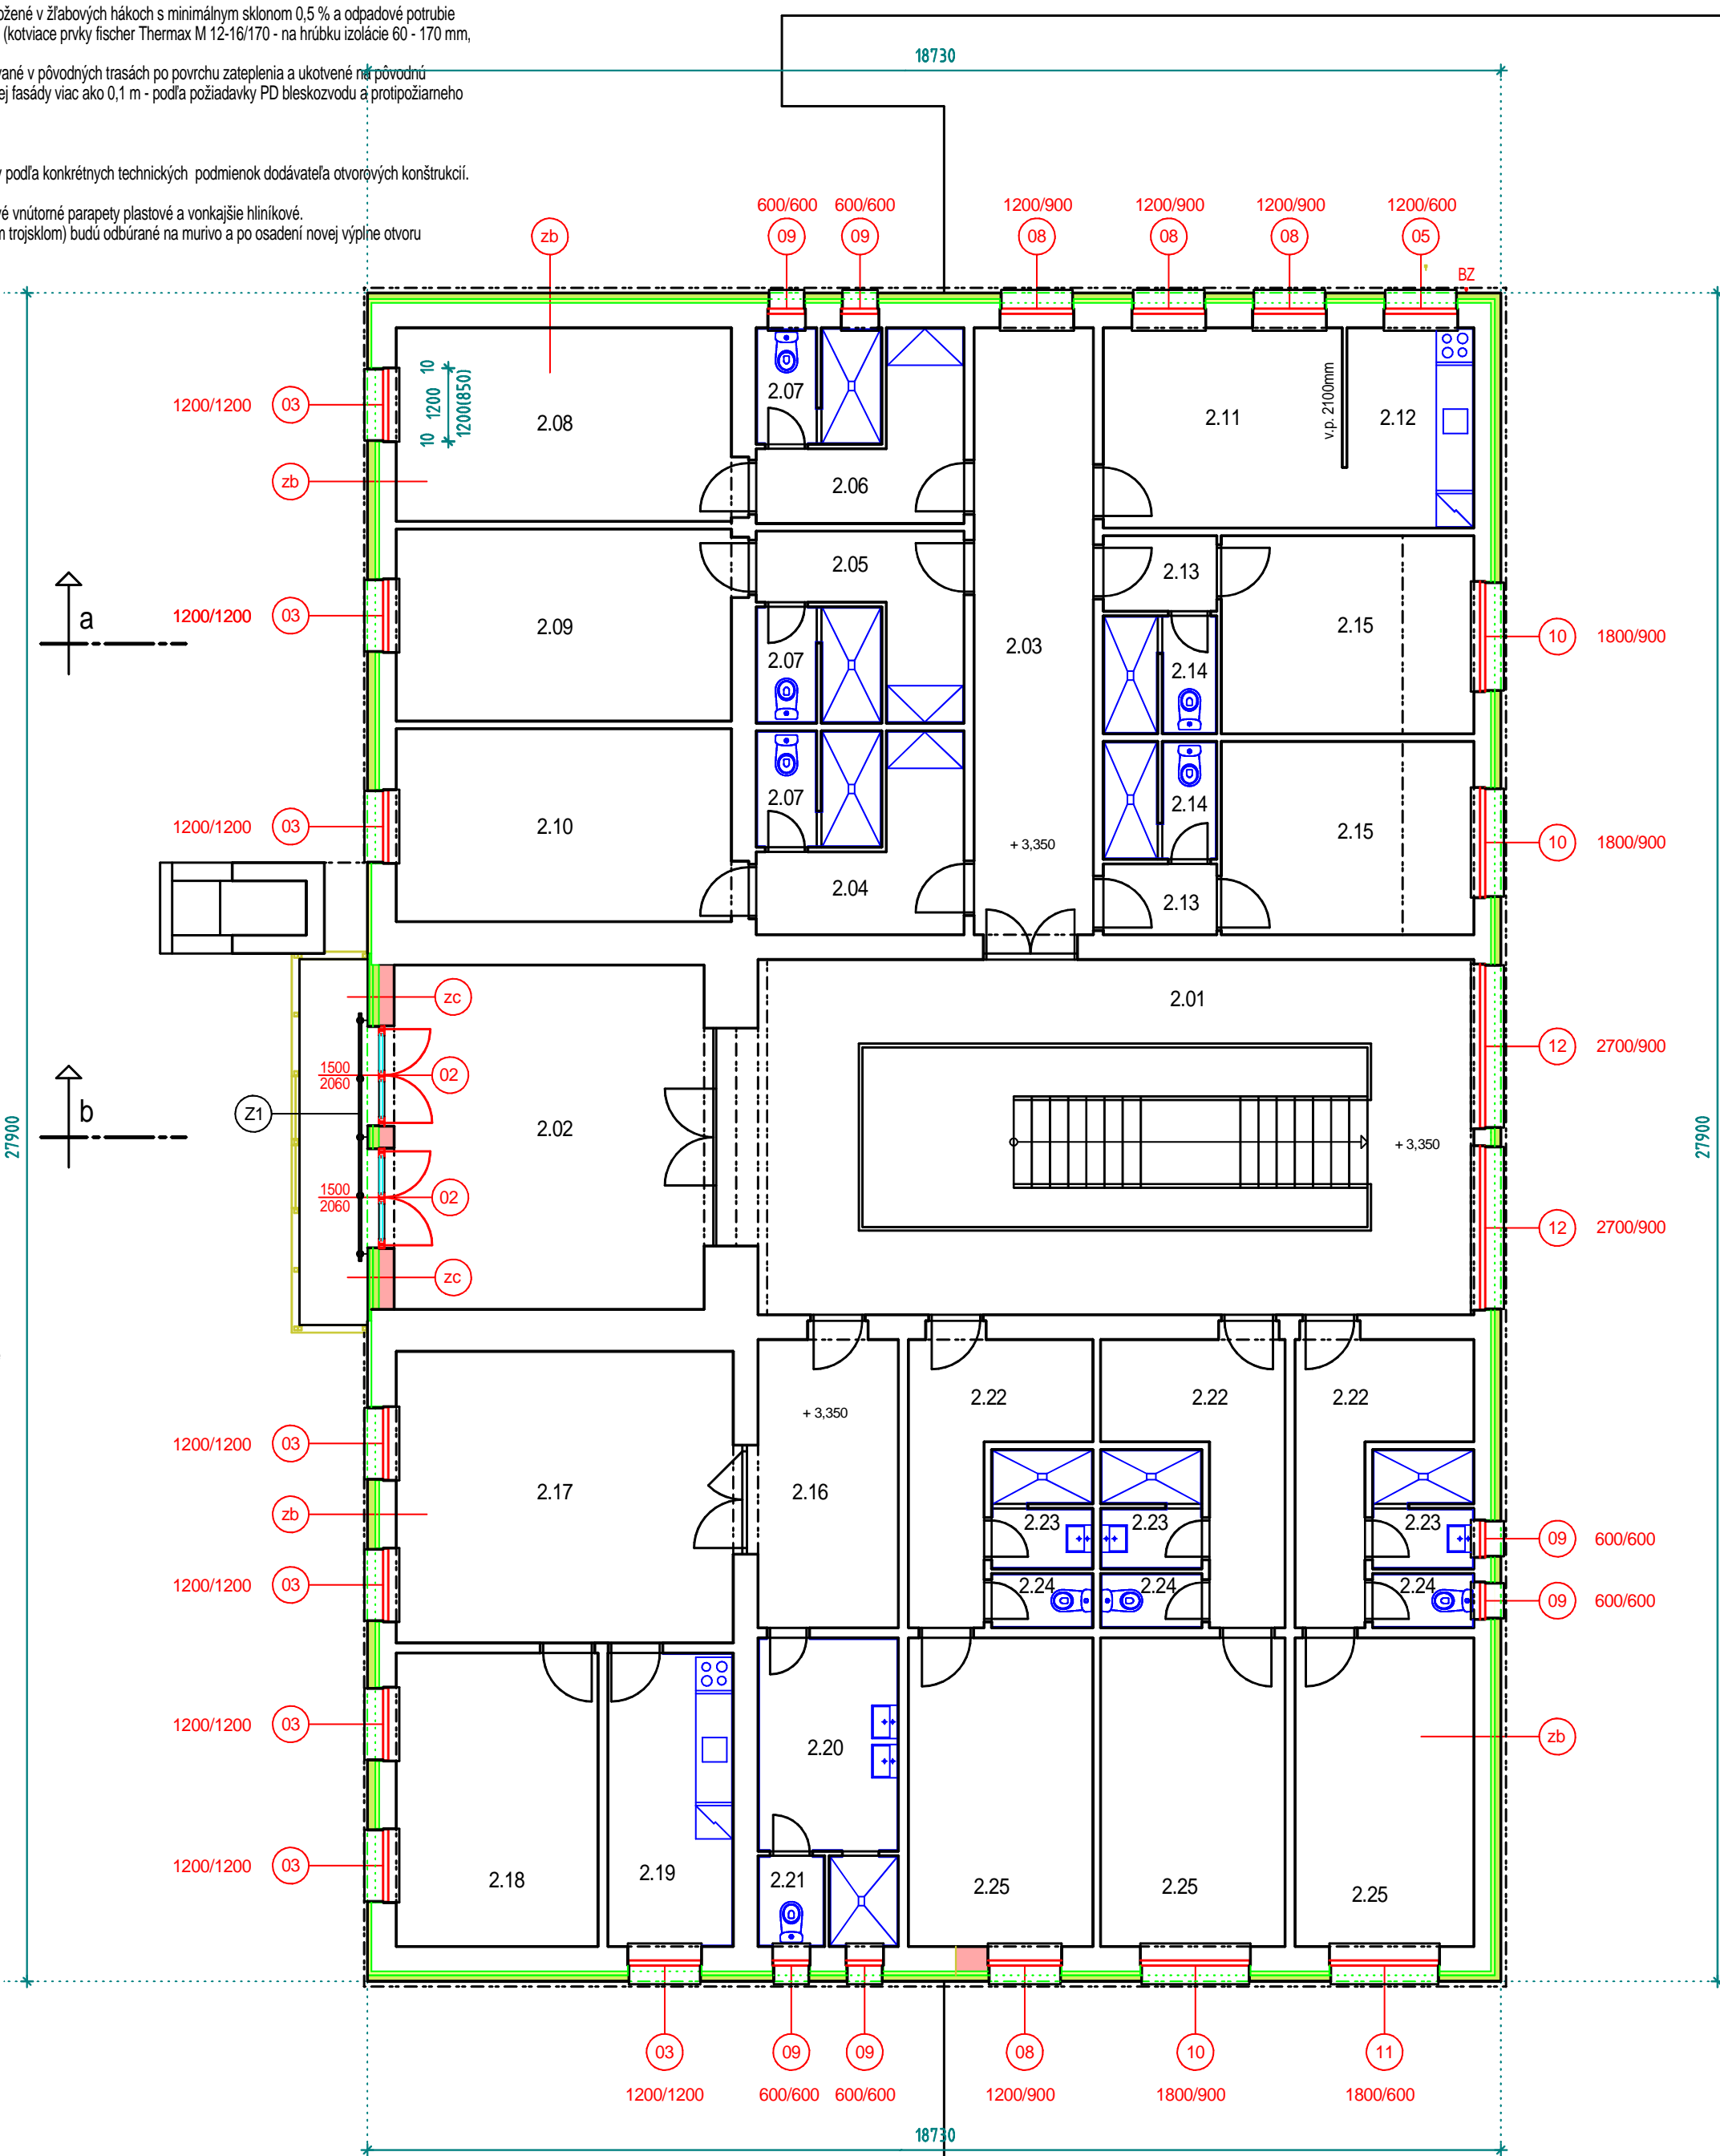 ožené v žľabových hákoch s minimálnym sklonom 0,5 % a odpadové potrubie
(kotviace prvky fischer Thermax M 12-16/170 - na hrúbku izolácie 60 - 170 mm,
vané v pôvodných trasách po povrchu zateplenia a ukotvené na pôvodnú
ej fasády viac ako 0,1 m - podľa požiadavky PD bleskozvodu a protipožiarneho
podľa konkrétnych technických podmienok dodávateľa otvorových konštrukcií.
vé vnútorné parapety plastové a vonkajšie hliníkové.
trojsklom) budú odbúrané na murivo a po osadení novej výplne otvoru
18730
600/600 600/600 1200/900 1200/900 1200/900 1200/600
zb 09 09 08 08 08 05
BZ
1200/1200 03
10 1200 10
1200(850)
2.08
2.07
2.11
v.p. 2100mm
2.12
zb
2.06
2.05
2.13
a
1200/1200 03
2.09
2.03
2.15
10 1800/900
2.07
2.14
1200/1200 03
2.10
2.07
2.14
2.15
10 1800/900
+ 3,350
2.04
2.13
zc
2.01
12 2700/900
1500
2060
02
b
Z1
2.02
+ 3,350
27900
27900
1500
2060
02
12 2700/900
zc
2.22
2.22
2.22
+ 3,350
1200/1200 03
2.17
2.16
zb
2.23
2.23
2.23
09 600/600
1200/1200 03
2.24
2.24
2.24
09 600/600
1200/1200 03
2.20
zb
1200/1200 03
2.18
2.19
2.21
2.25
2.25
2.25
03 09 09 08 10 11
1200/1200 600/600 600/600 1200/900 1800/900 1800/600
18730